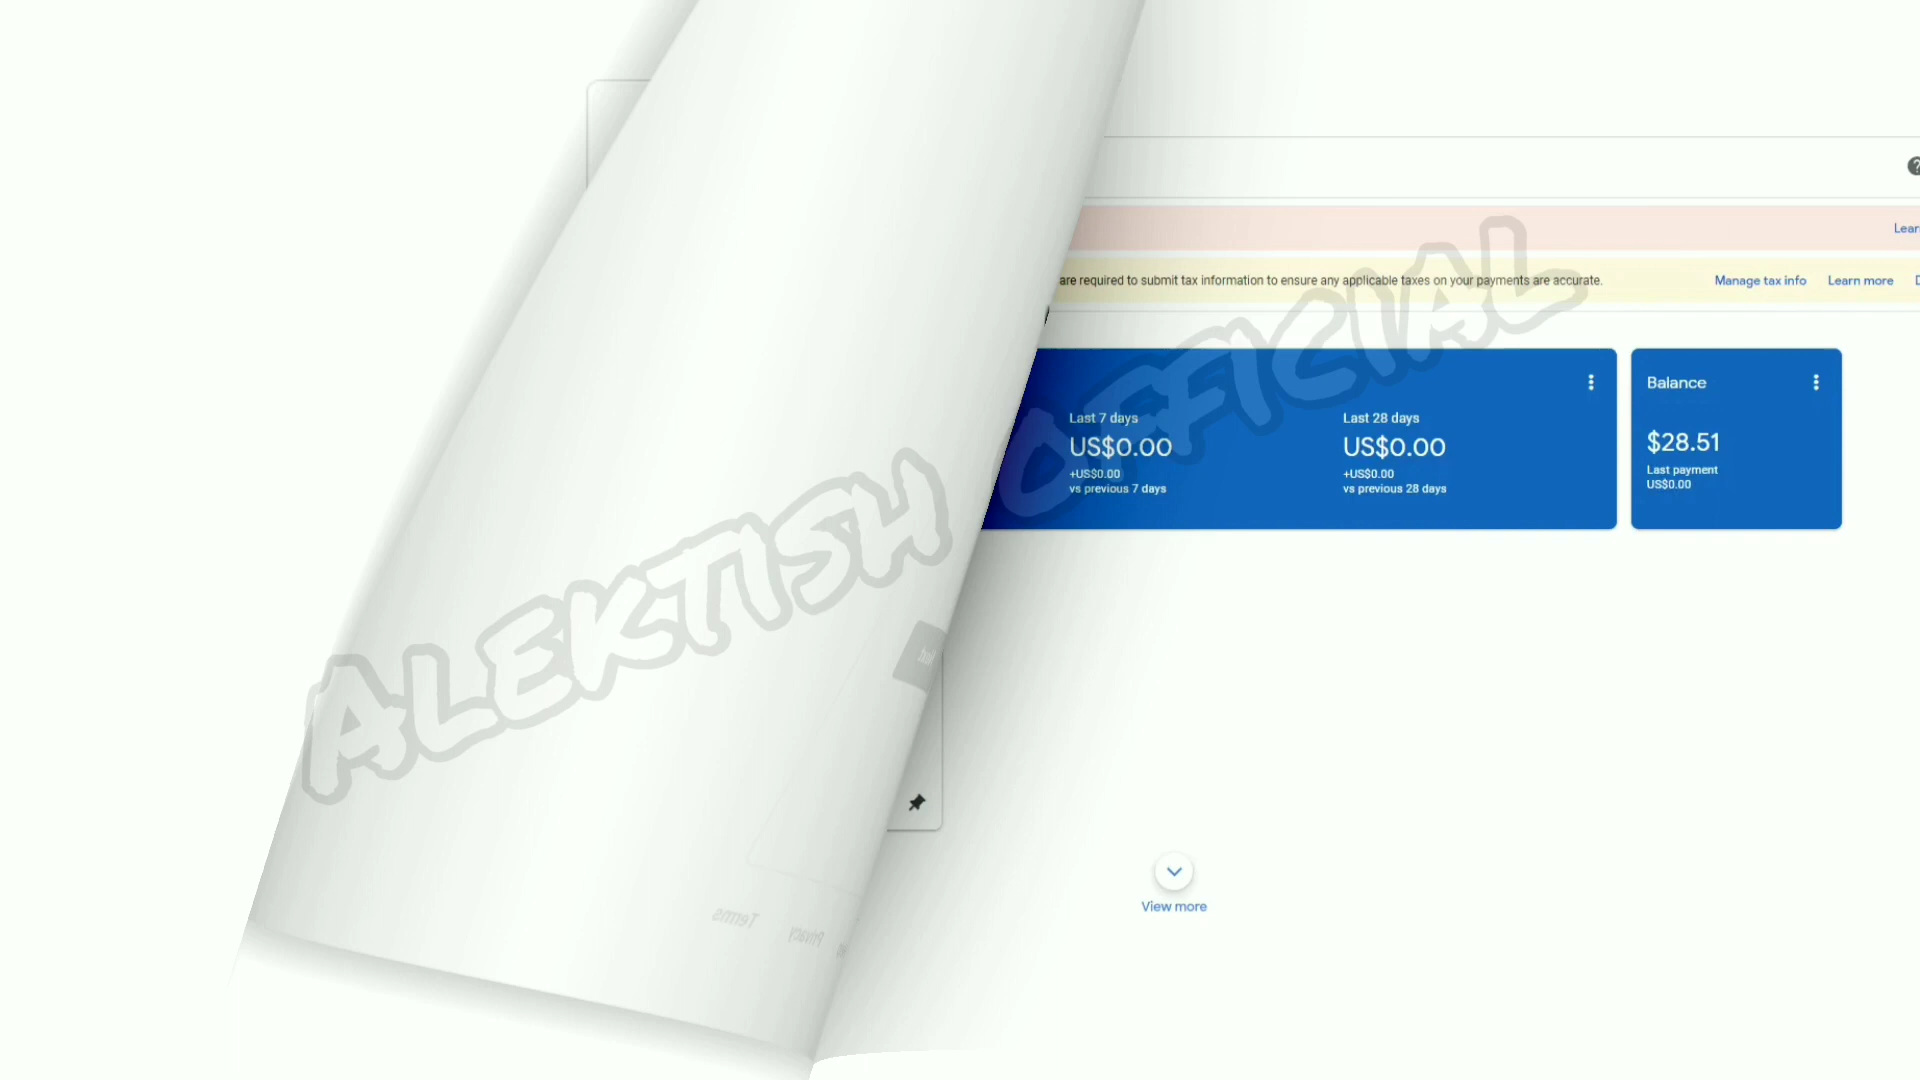 Lear
are required to submit tax information to ensure any applicable taxes on your payments are accurate. Manage tax info Learn more D
Last 7 days
US$0.00
+US$0.00
vs previous 7 days
Last 28 days
US$0.00
+US$0.00
vs previous 28 days
Balance
$28.51
Last payment
US$0.00
ALEKTISH OFFICIAL
View more
Privacy Terms